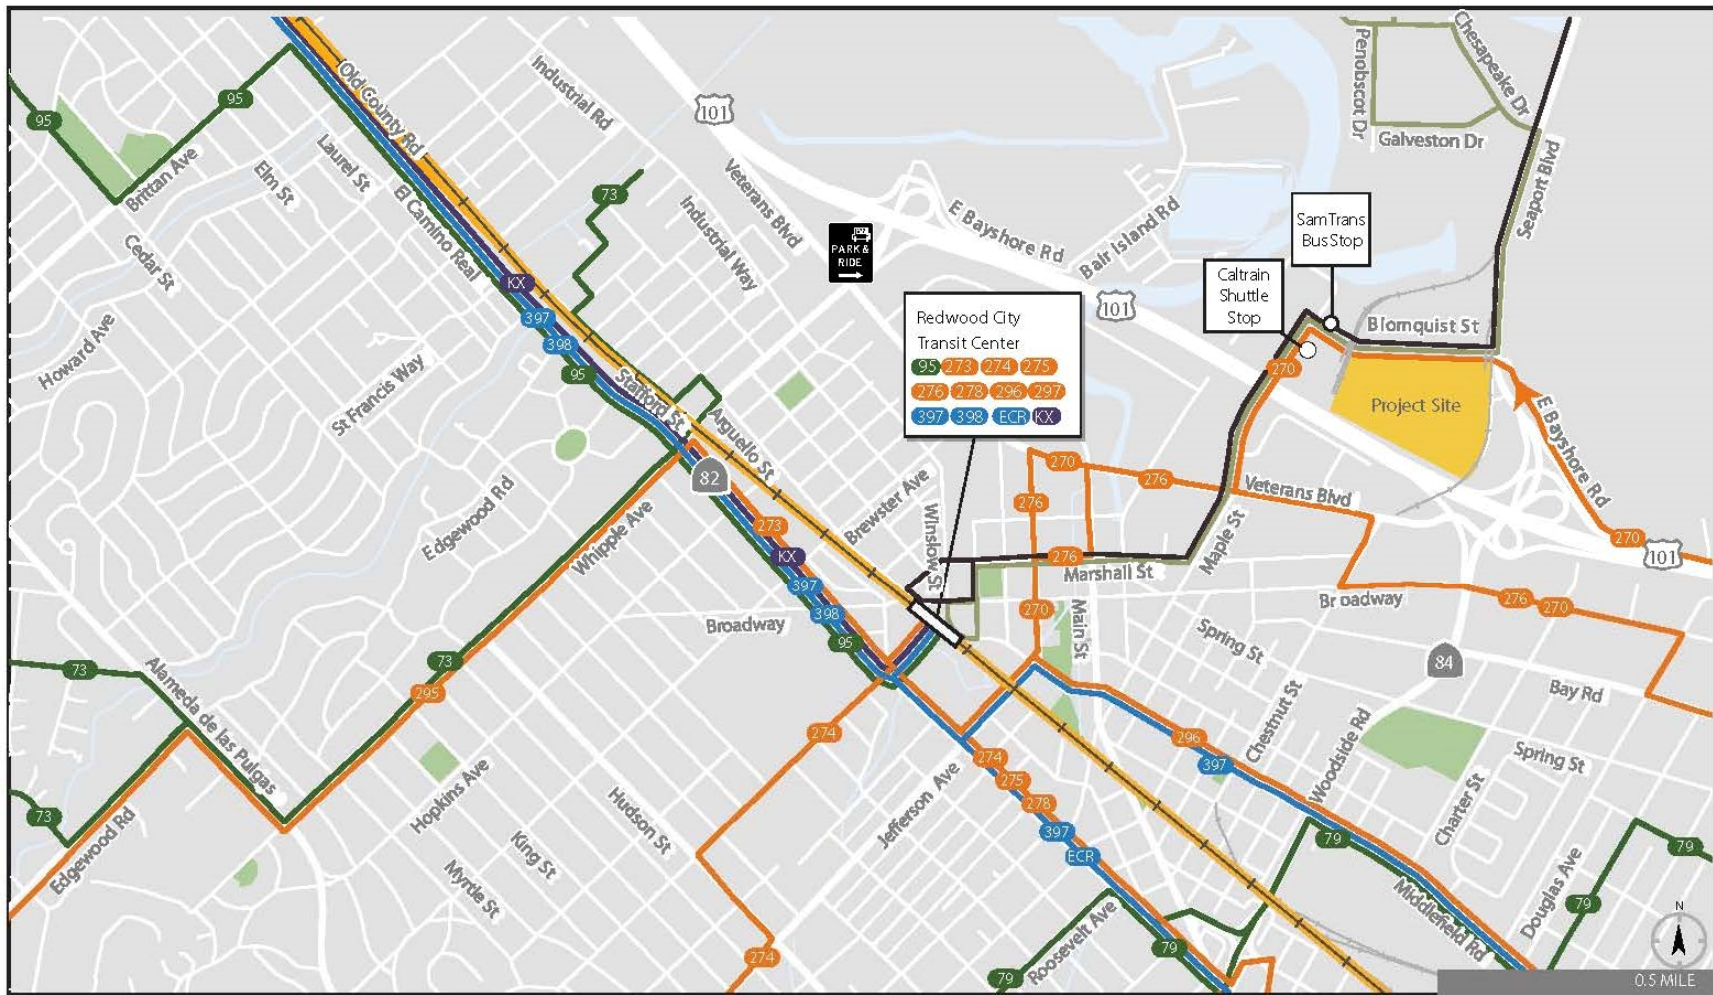 Penobscot Dr
Chesapeake Dr
Galveston Dr
Seaport Blvd
Old County Rd
Industrial Rd
101
95
95
Brittan Ave
Elm St
Laurel St
El Camino Real
73
Veterans Blvd
Industrial Way
PARK &
RIDE
E Bayshore Rd
Bair Island Rd
SamTrans
Bus Stop
Caltrain
Shuttle
Stop
101
Blomquist St
Cedar St
KX
397
398
95
Howard Ave
St Francis Way
Stafford St
Arguello St
Redwood City
Transit Center
95 273 274 275
276 278 296 297
397 398 ECR KX
270
Project Site
E Bayshore Rd
82
Edgewood Rd
Whipple Ave
Brewster Ave
Winslow St
270
276
276
Veterans Blvd
Maple St
270
101
273
KX
397
398
95
276
Marshall St
Broadway
270
Main St
Broadway
276
270
Spring St
84
Bay Rd
73
Alameda de las Pulgas
73
295
274
296
397
Chestnut St
Woodside Rd
Spring St
Charter St
Hopkins Ave
Hudson St
Jefferson Ave
274
275
278
397
ECR
73
Edgewood Rd
King St
Myrtle St
79
79
Douglas Ave
79
Middlefield Rd
274
Roosevelt Ave
79
79
N
0.5 MILE